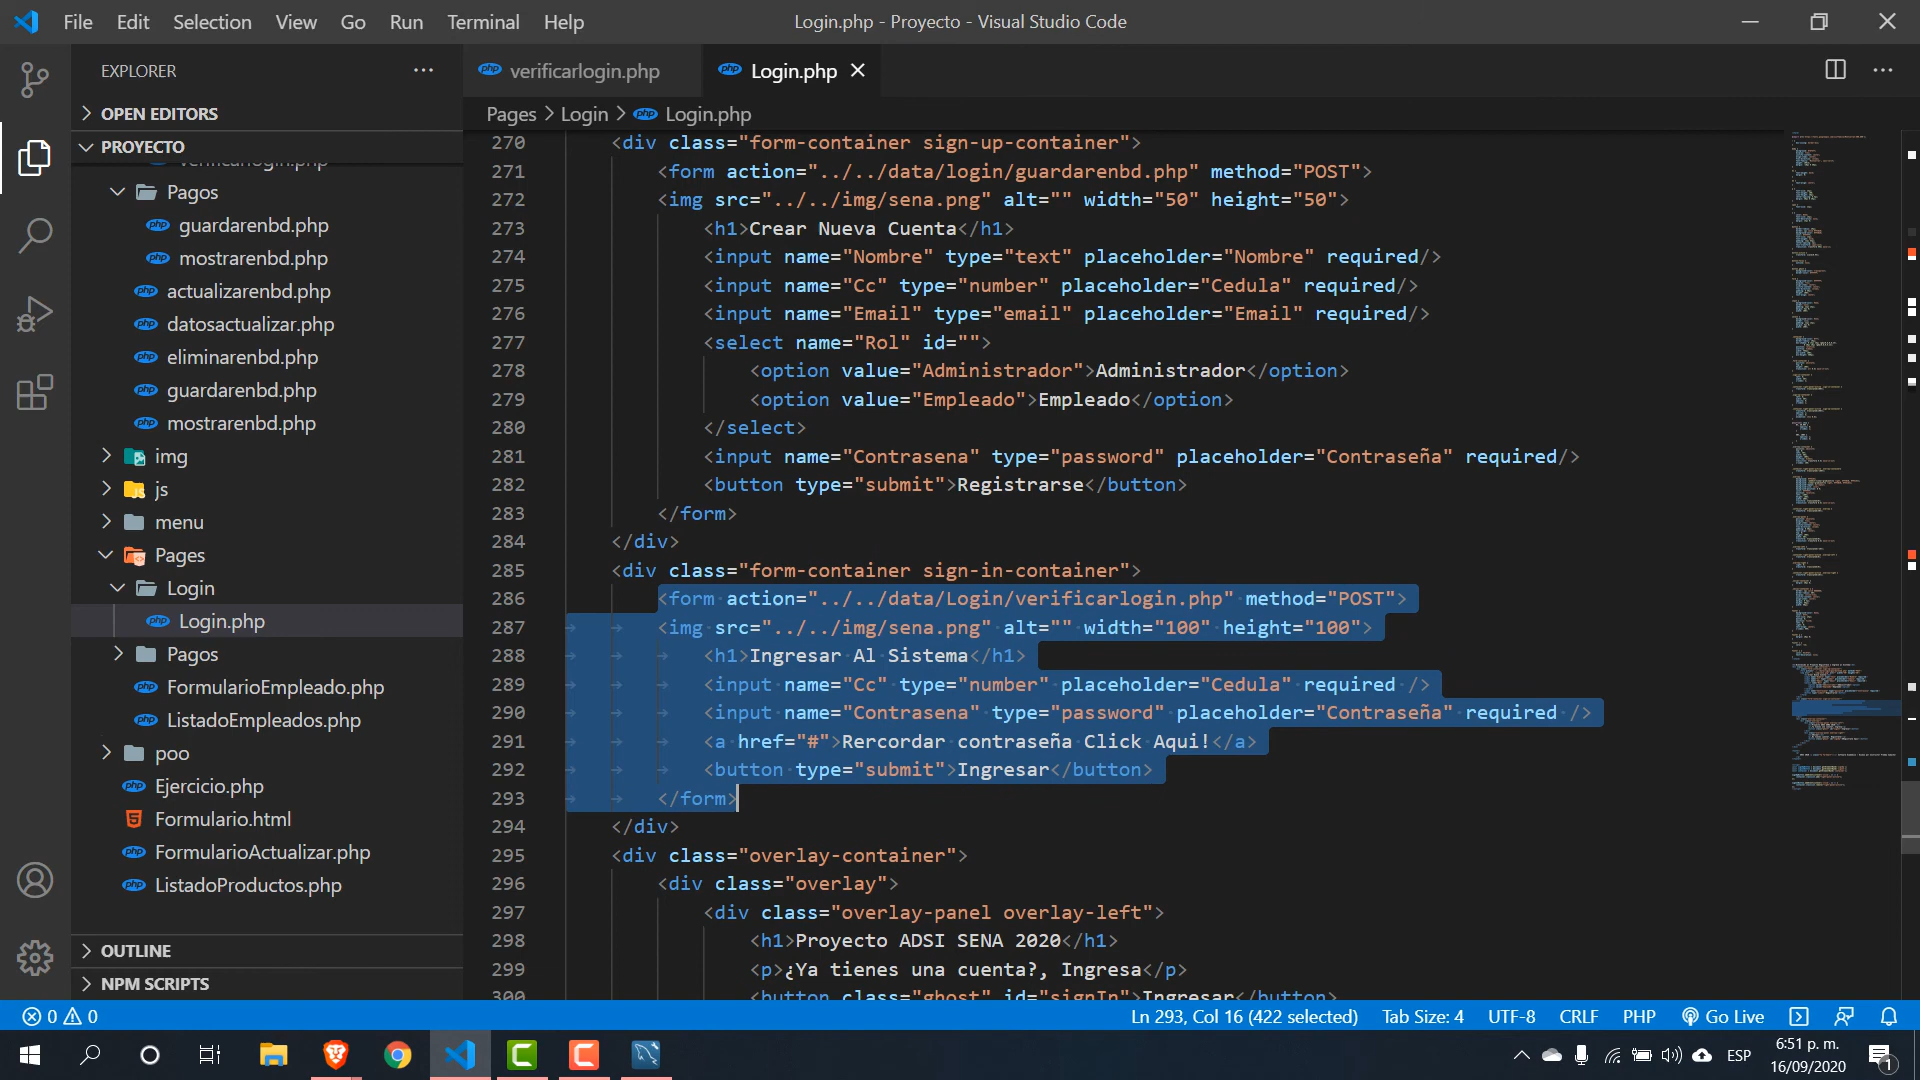 File Edit Selection View Go Run Terminal Help
Login.php - Proyecto - Visual Studio Code
EXPLORER
OPEN EDITORS
PROYECTO
verificarlogin.php
Pagos
guardarenbd.php
mostrarenbd.php
actualizarenbd.php
datosactualizar.php
eliminarenbd.php
guardarenbd.php
mostrarenbd.php
img
js
menu
Pages
Login
Login.php
Pagos
FormularioEmpleado.php
ListadoEmpleados.php
poo
Ejercicio.php
Formulario.html
FormularioActualizar.php
ListadoProductos.php
OUTLINE
NPM SCRIPTS
php verificarlogin.php php Login.php
Pages > Login > php Login.php
270 <div class="form-container sign-up-container">
271 <form action="../../data/login/guardarenbd.php" method="POST">
272 <img src="../../img/sena.png" alt="" width="50" height="50">
273 <h1>Crear Nueva Cuenta</h1>
274 <input name="Nombre" type="text" placeholder="Nombre" required/>
275 <input name="Cc" type="number" placeholder="Cedula" required/>
276 <input name="Email" type="email" placeholder="Email" required/>
277 <select name="Rol" id="">
278 <option value="Administrador">Administrador</option>
279 <option value="Empleado">Empleado</option>
280 </select>
281 <input name="Contrasena" type="password" placeholder="Contraseña" required/>
282 <button type="submit">Registrarse</button>
283 </form>
284 </div>
285 <div class="form-container sign-in-container">
286 <form action="../../data/Login/verificarlogin.php" method="POST">
287 <img src="../../img/sena.png" alt="" width="100" height="100">
288 <h1>Ingresar Al Sistema</h1>
289 <input name="Cc" type="number" placeholder="Cedula" required />
290 <input name="Contrasena" type="password" placeholder="Contraseña" required />
291 <a href="#">Rercordar contraseña Click Aqui!</a>
292 <button type="submit">Ingresar</button>
293 </form>
294 </div>
295 <div class="overlay-container">
296 <div class="overlay">
297 <div class="overlay-panel overlay-left">
298 <h1>Proyecto ADSI SENA 2020</h1>
299 <p>¿Ya tienes una cuenta?, Ingresa</p>
300 <button class="ghost" id="signIn">Ingresar</button>
0 0
Ln 293, Col 16 (422 selected) Tab Size: 4 UTF-8 CRLF PHP Go Live
ESP
6:51 p. m.
16/09/2020
1